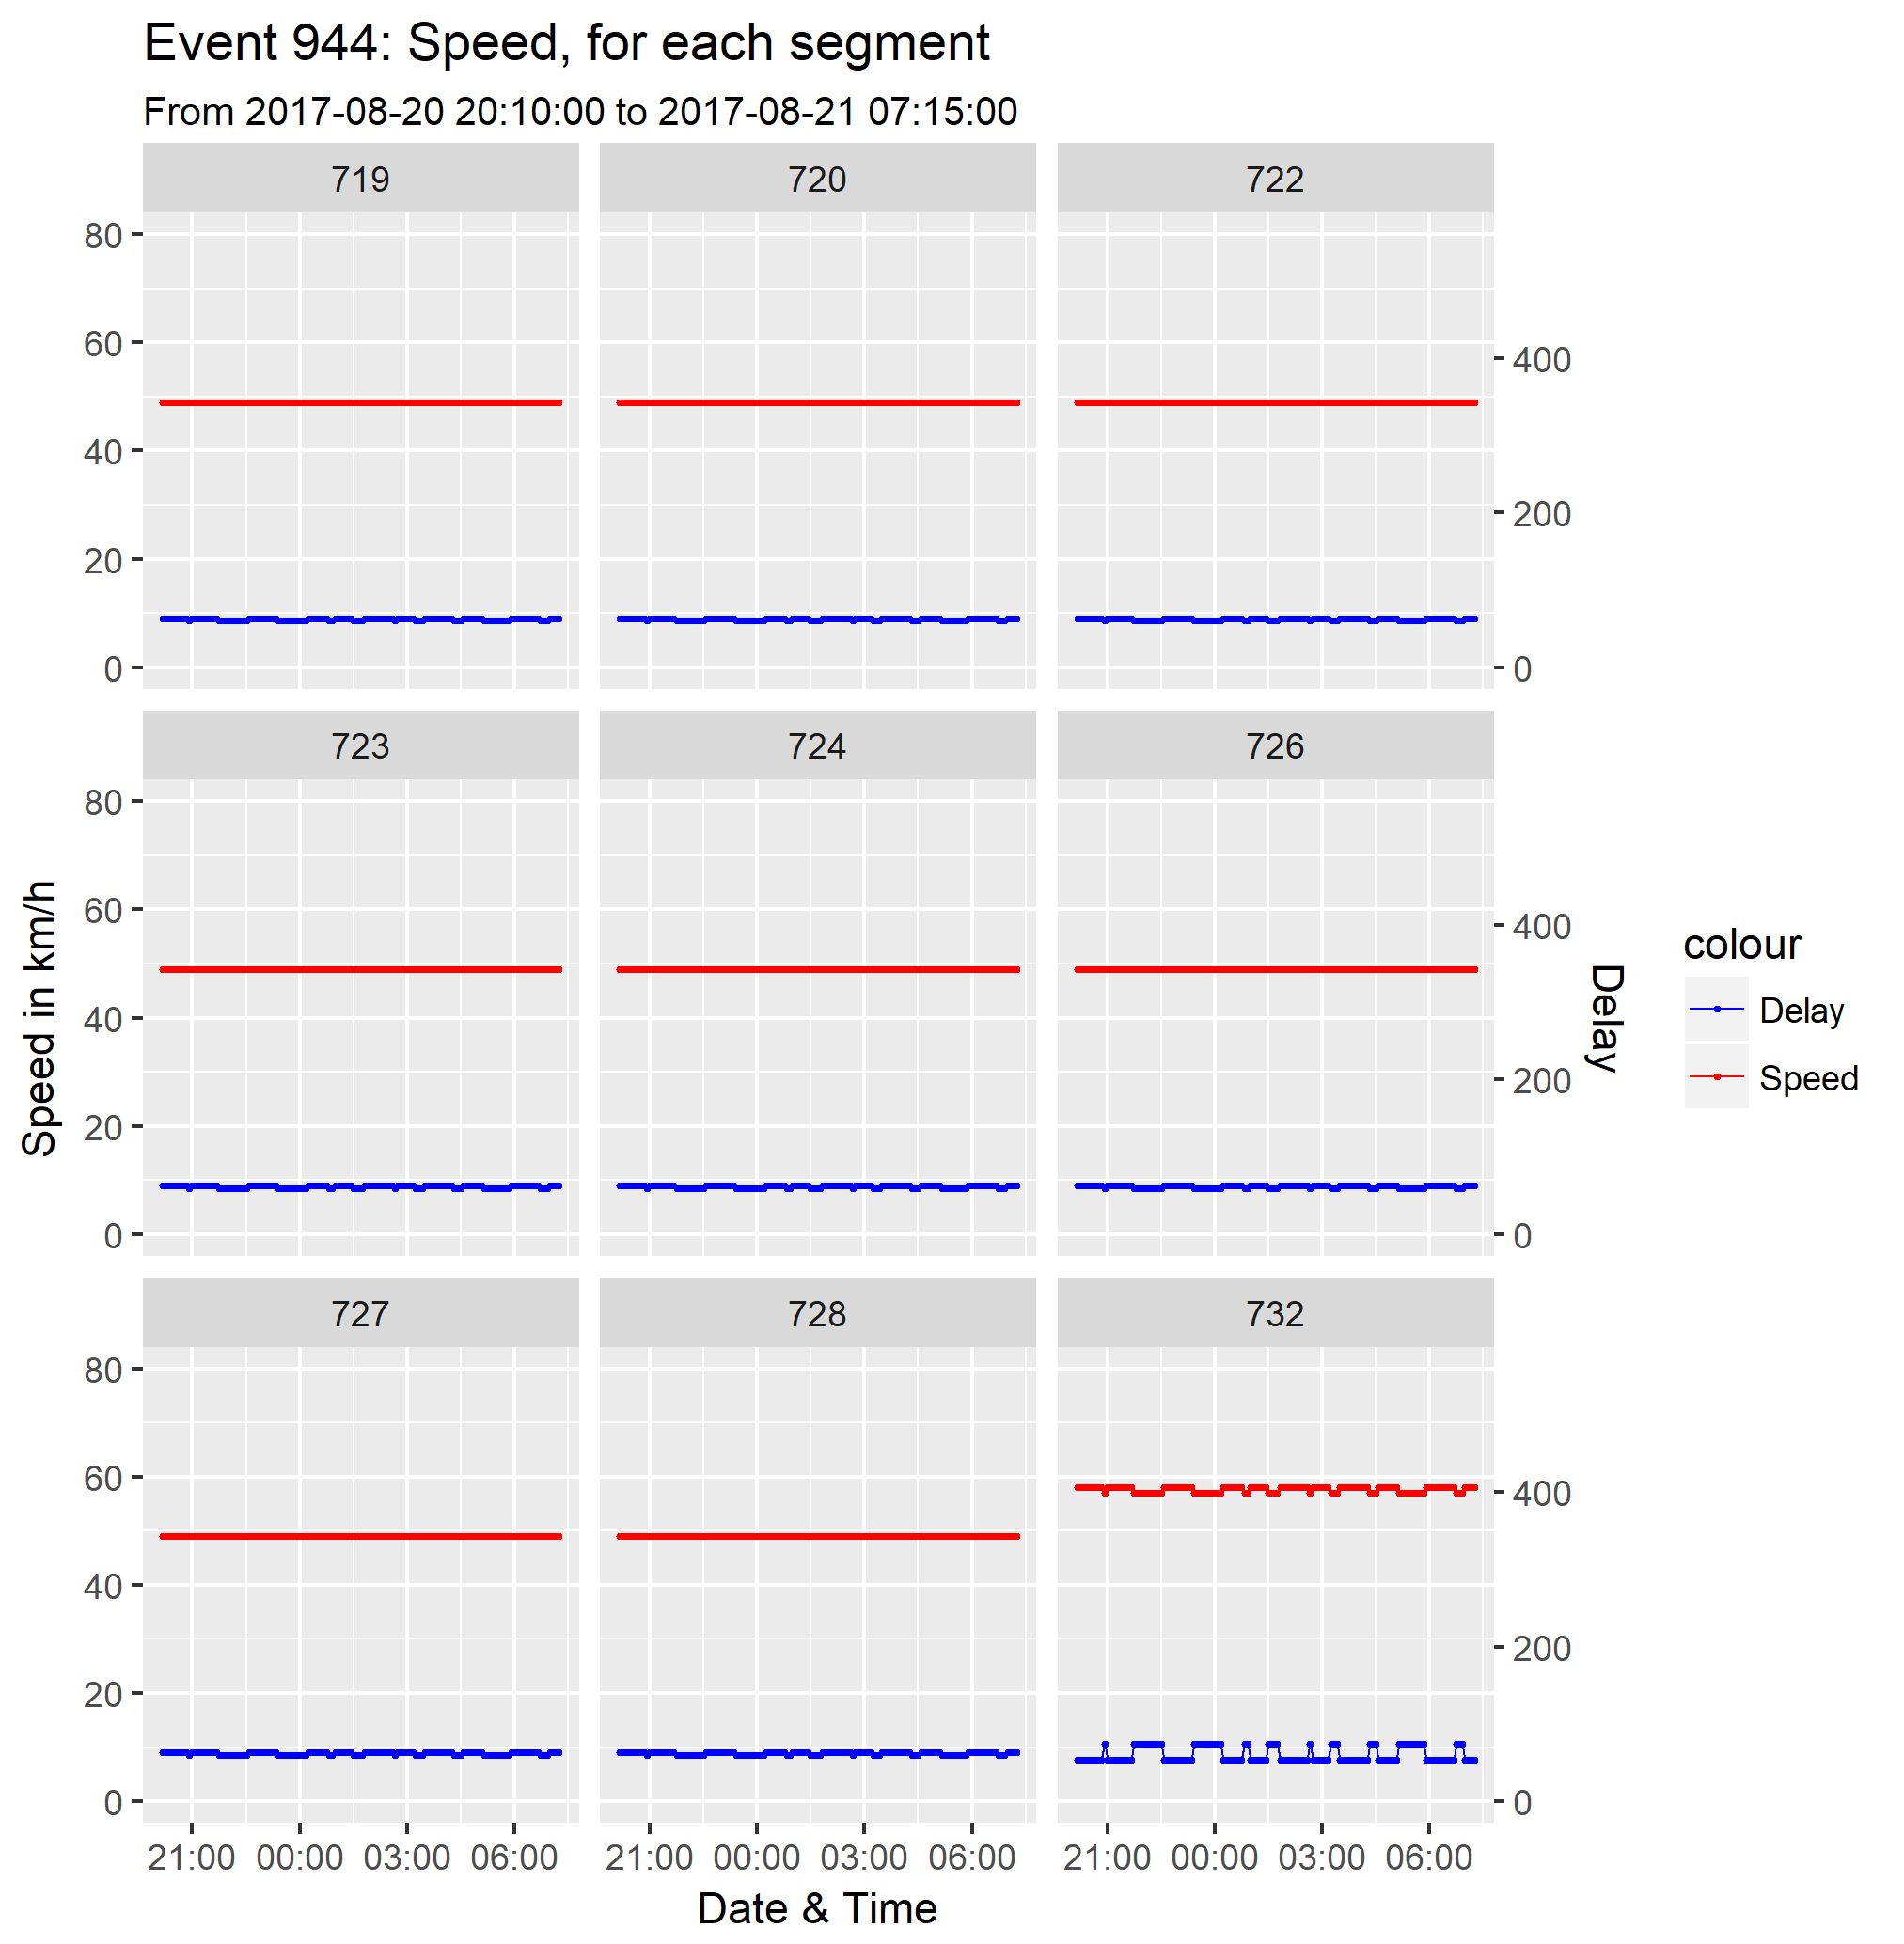 Event 944: Speed, for each segment
From 2017-08-20 20:10:00 to 2017-08-21 07:15:00
719 720 722
80
60
40
20
0
400
200
0
723 724 726
80
60
40
20
0
400
200
0
727 728 732
80
60
40
20
0
400
200
0
21:00 00:00 03:00 06:00 21:00 00:00 03:00 06:00 21:00 00:00 03:00 06:00
Date & Time
Speed in km/h
Delay
colour
Delay
Speed